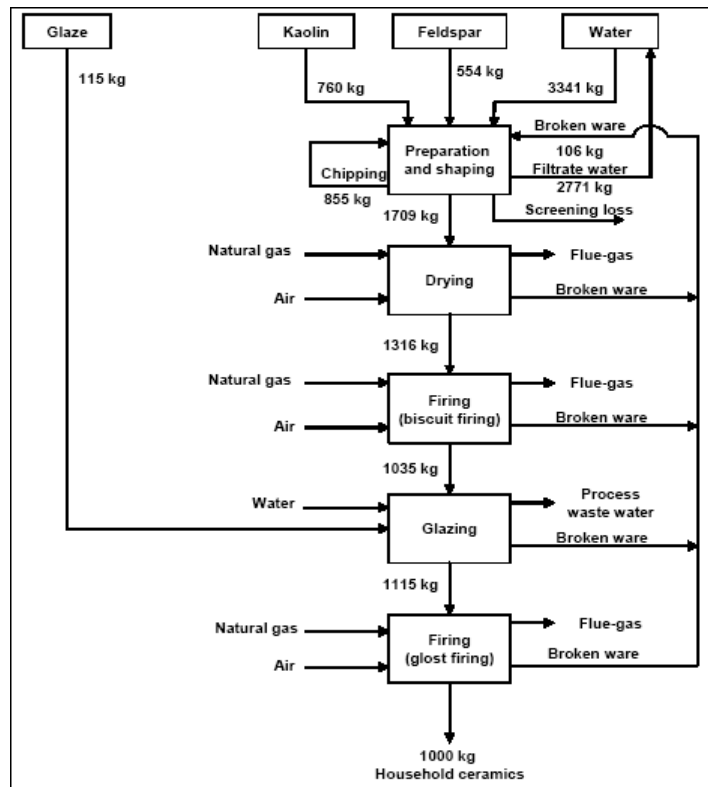 Glaze
Kaolin
Feldspar
Water
115 kg
760 kg
554 kg
3341 kg
Broken ware
106 kg
Preparation
and shaping
Chipping
855 kg
Filtrate water
2771 kg
Screening loss
1709 kg
Natural gas
Flue-gas
Drying
Air
Broken ware
1316 kg
Natural gas
Flue-gas
Firing
(biscuit firing)
Air
Broken ware
1035 kg
Water
Process
waste water
Glazing
Broken ware
1115 kg
Natural gas
Flue-gas
Firing
(glost firing)
Air
Broken ware
1000 kg
Household ceramics